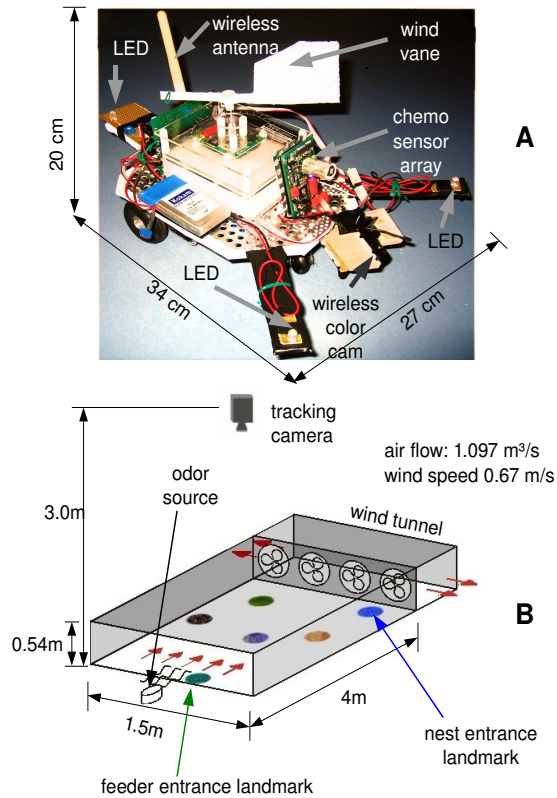 wireless
antenna
LED
wind
vane
chemo
sensor
array
A
20 cm
Kokam
LED
LED
wireless
color
cam
34 cm
27 cm
tracking
camera
air flow: 1.097 m³/s
wind speed 0.67 m/s
odor
source
3.0m
wind tunnel
B
0.54m
4m
1.5m
nest entrance
landmark
feeder entrance landmark